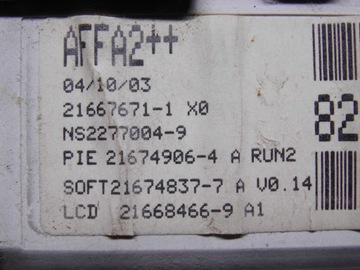 AFFA2++
04/10/03
21667671-1 X0
82
NS2277004-9
PIE 21674906-4 A RUN2
SOFT21674837-7 A V0.14
LCD 21668466-9 A1